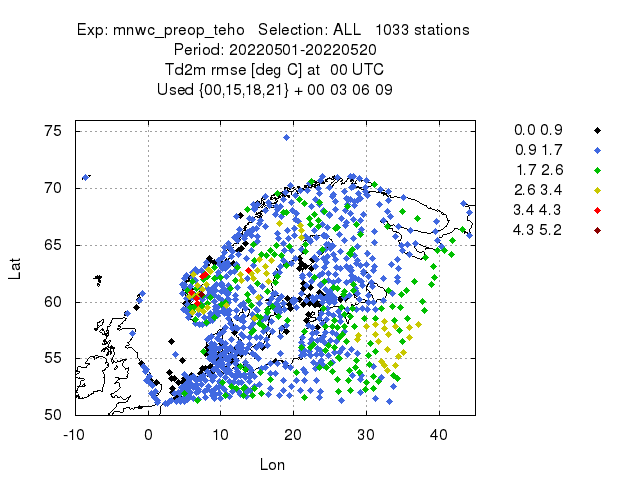 Exp: mnwc_preop_teho   Selection: ALL   1033 stations
Period: 20220501-20220520
Td2m rmse [deg C] at  00 UTC
Used {00,15,18,21} + 00 03 06 09
0.0 0.9
0.9 1.7
1.7 2.6
2.6 3.4
3.4 4.3
4.3 5.2
75
70
65
60
55
50
Lat
-10 0 10 20 30 40
Lon